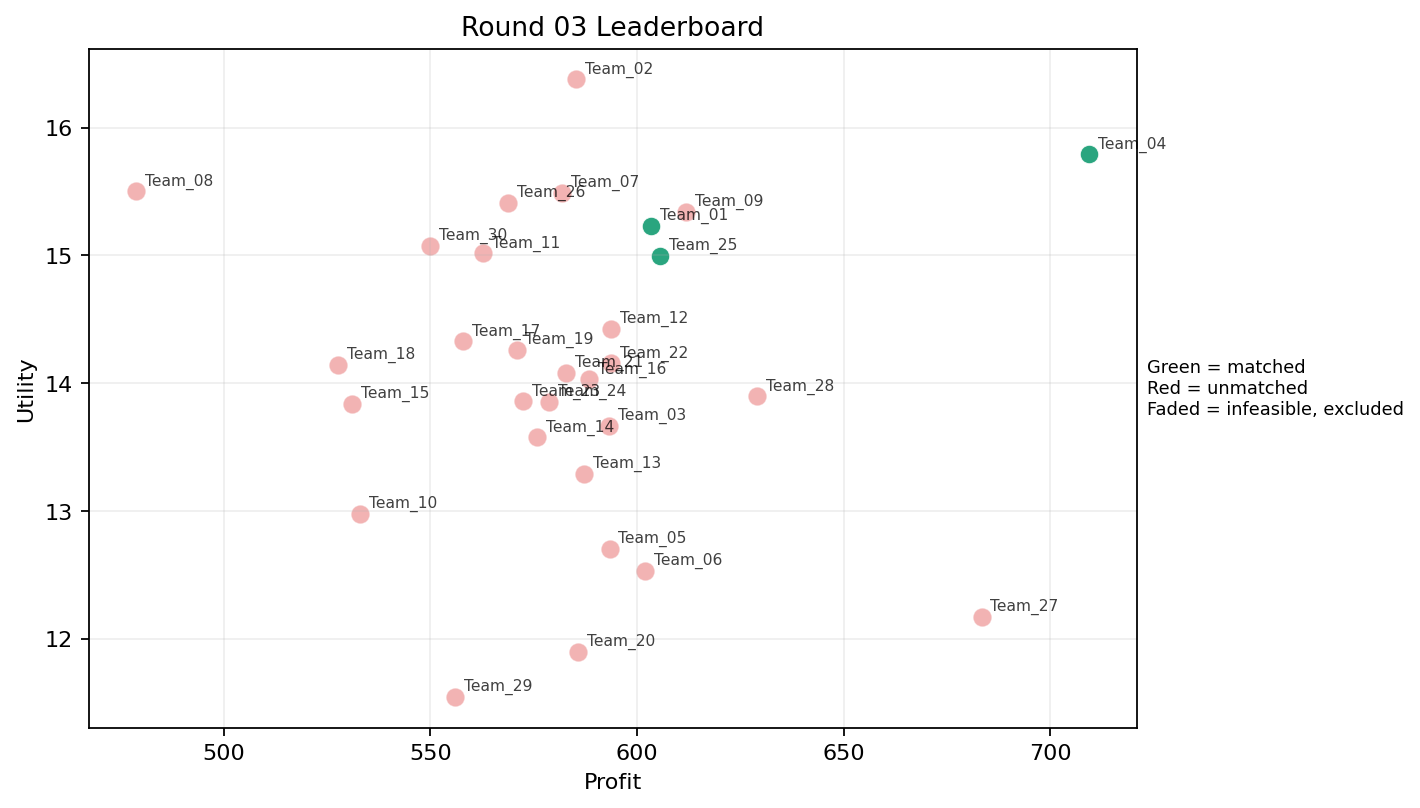 Round 03 Leaderboard
Team_02
Team_04
Team_08
Team_07
Team_26
Team_09
Team_01
Team_30
Team_11
Team_25
Team_12
Team_17
Team_19
Team_18
Team_22
Team_21
Team_16
Team_15
Team_23
Team_24
Team_28
Team_03
Team_14
Team_13
Team_10
Team_05
Team_06
Team_27
Team_20
Team_29
16
15
14
13
12
Utility
500
550
600
650
700
Profit
Green = matched
Red = unmatched
Faded = infeasible, excluded